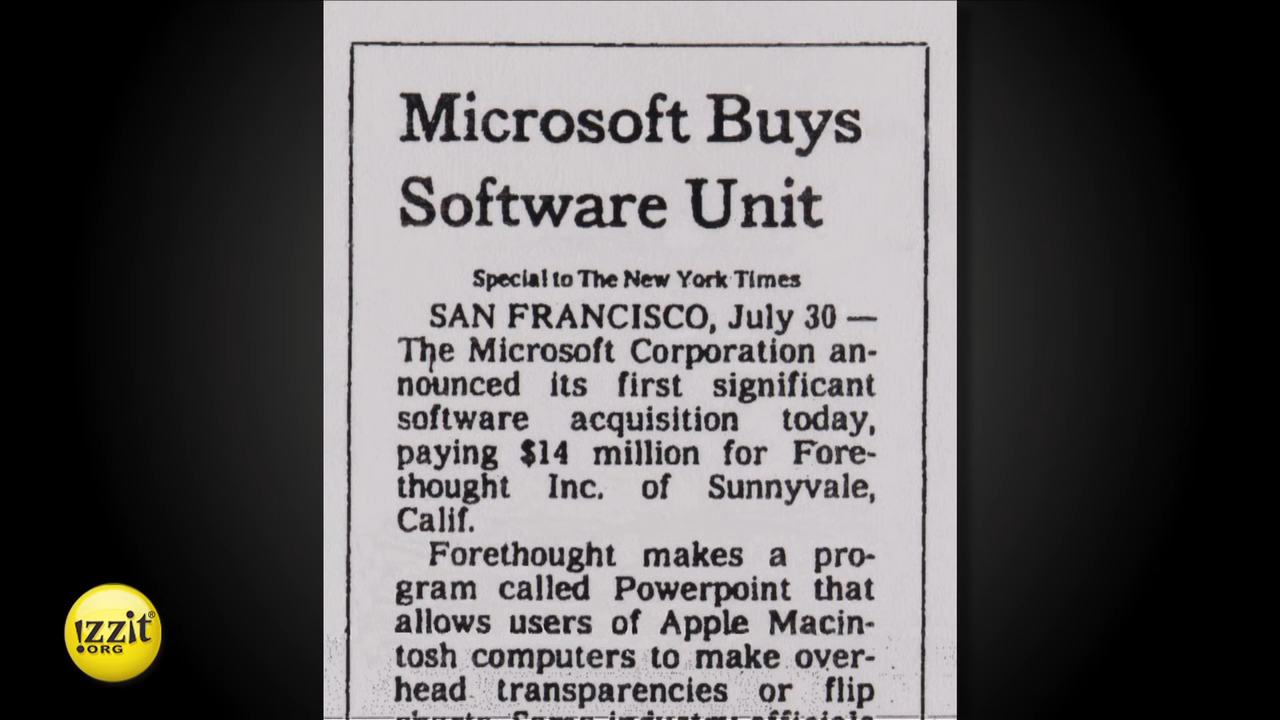 Microsoft Buys
Software Unit
Special to The New York Times
SAN FRANCISCO, July 30 —
The Microsoft Corporation an-
nounced its first significant
software acquisition today,
paying $14 million for Fore-
thought Inc. of Sunnyvale,
Calif.
Forethought makes a pro-
gram called Powerpoint that
allows users of Apple Macin-
tosh computers to make over-
head transparencies or flip
izzit®
.ORG